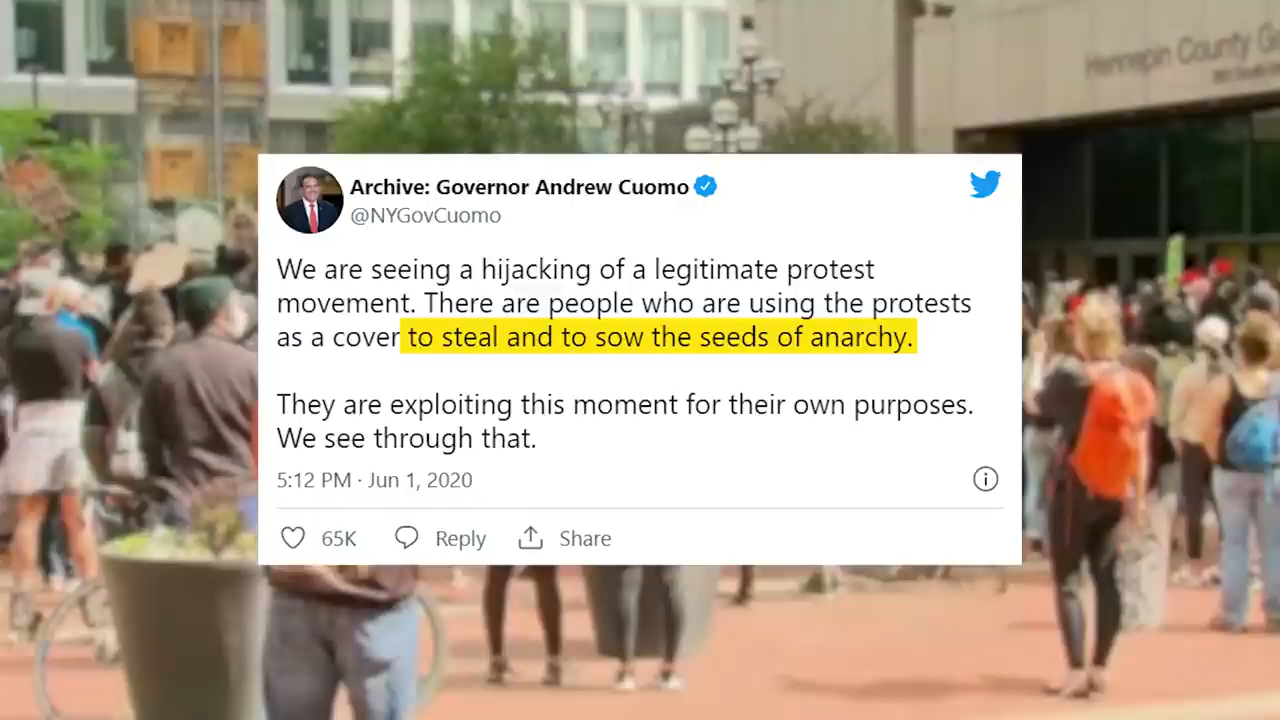 Hennepin County G
Archive: Governor Andrew Cuomo
@NYGovCuomo
We are seeing a hijacking of a legitimate protest
movement. There are people who are using the protests
as a cover to steal and to sow the seeds of anarchy.
They are exploiting this moment for their own purposes.
We see through that.
5:12 PM · Jun 1, 2020
65K Reply Share